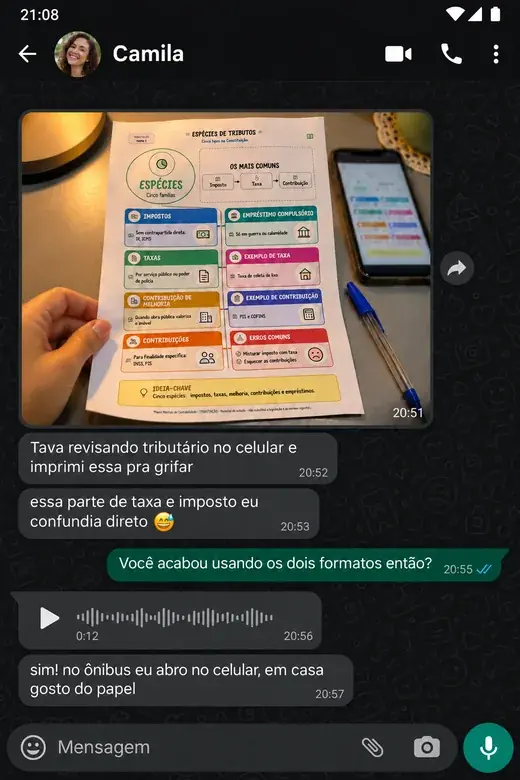 21:08
Camila
ESPÉCIES DE TRIBUTOS
Cinco tipos na Constituição
ESPÉCIES
Cinco famílias
OS MAIS COMUNS
Imposto
Taxa
Contribuição
IMPOSTOS
Sem contrapartida direta:
IR, ICMS
EMPRÉSTIMO COMPULSÓRIO
Só em guerra ou calamidade
TAXAS
Por serviço público ou poder
de polícia
EXEMPLO DE TAXA
Taxa de coleta de lixo
CONTRIBUIÇÃO DE
MELHORIA
Quando obra pública valoriza
o imóvel
EXEMPLO DE CONTRIBUIÇÃO
PIS e COFINS
CONTRIBUIÇÕES
Para finalidade específica
INSS, PIS
ERROS COMUNS
Misturar imposto com taxa
Esquecer as contribuições
IDEIA-CHAVE
Cinco espécies: impostos, taxas, melhoria, contribuições e empréstimos.
20:51
Tava revisando tributário no celular e
imprimi essa pra grifar
20:52
essa parte de taxa e imposto eu
confundia direto 😅
20:53
Você acabou usando os dois formatos então?
20:55
0:12
20:56
sim! no ônibus eu abro no celular, em casa
gosto do papel
20:57
Mensagem